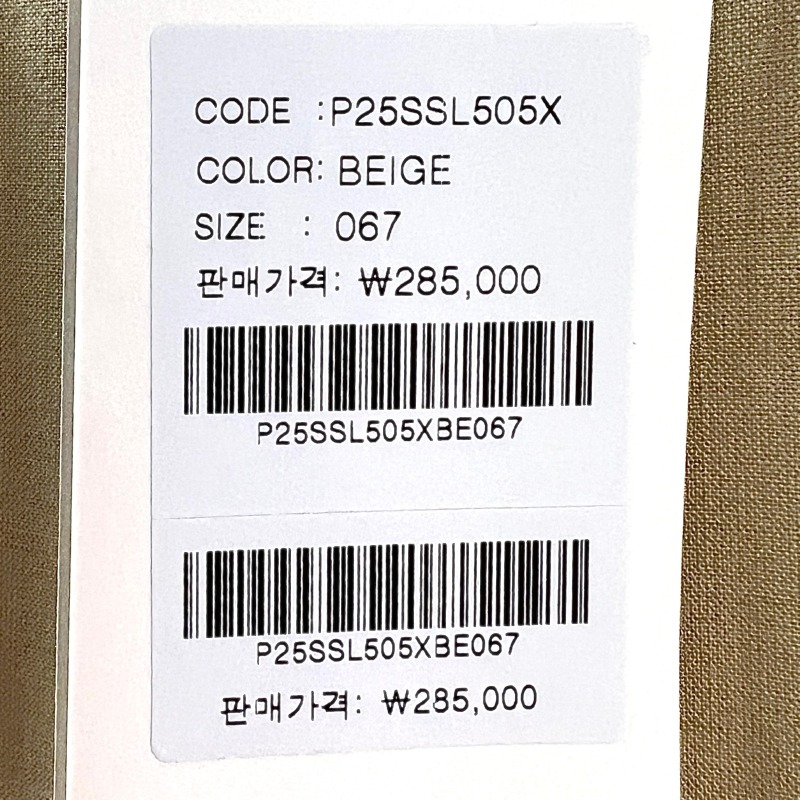 CODE :P25SSL505X
COLOR: BEIGE
SIZE : 067
판매가격: ₩285,000
P25SSL505XBE067
P25SSL505XBE067
판매가격: ₩285,000